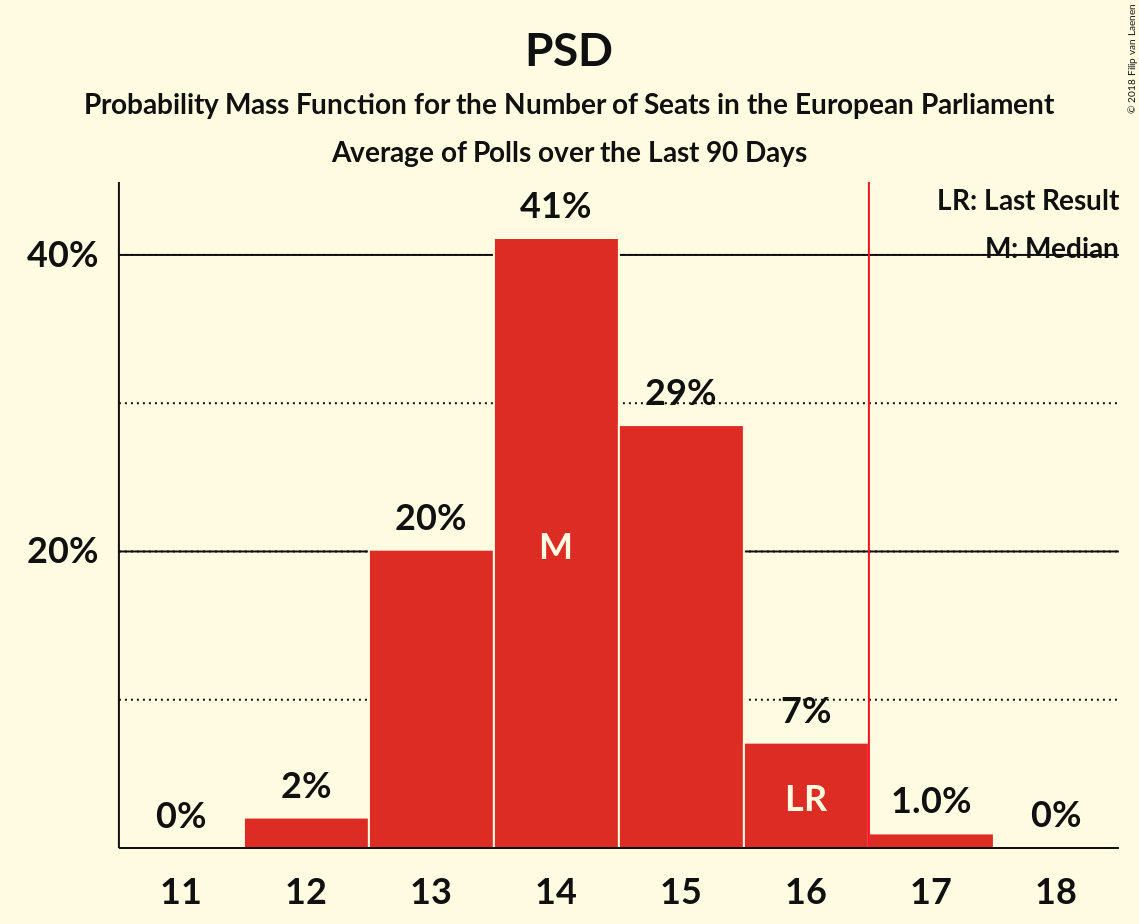 PSD
Probability Mass Function for the Number of Seats in the European Parliament
Average of Polls over the Last 90 Days
© 2018 Filip van Laenen
LR: Last Result
M: Median
40%
20%
0%
2%
20%
41%
29%
7%
1.0%
0%
M
LR
11 12 13 14 15 16 17 18